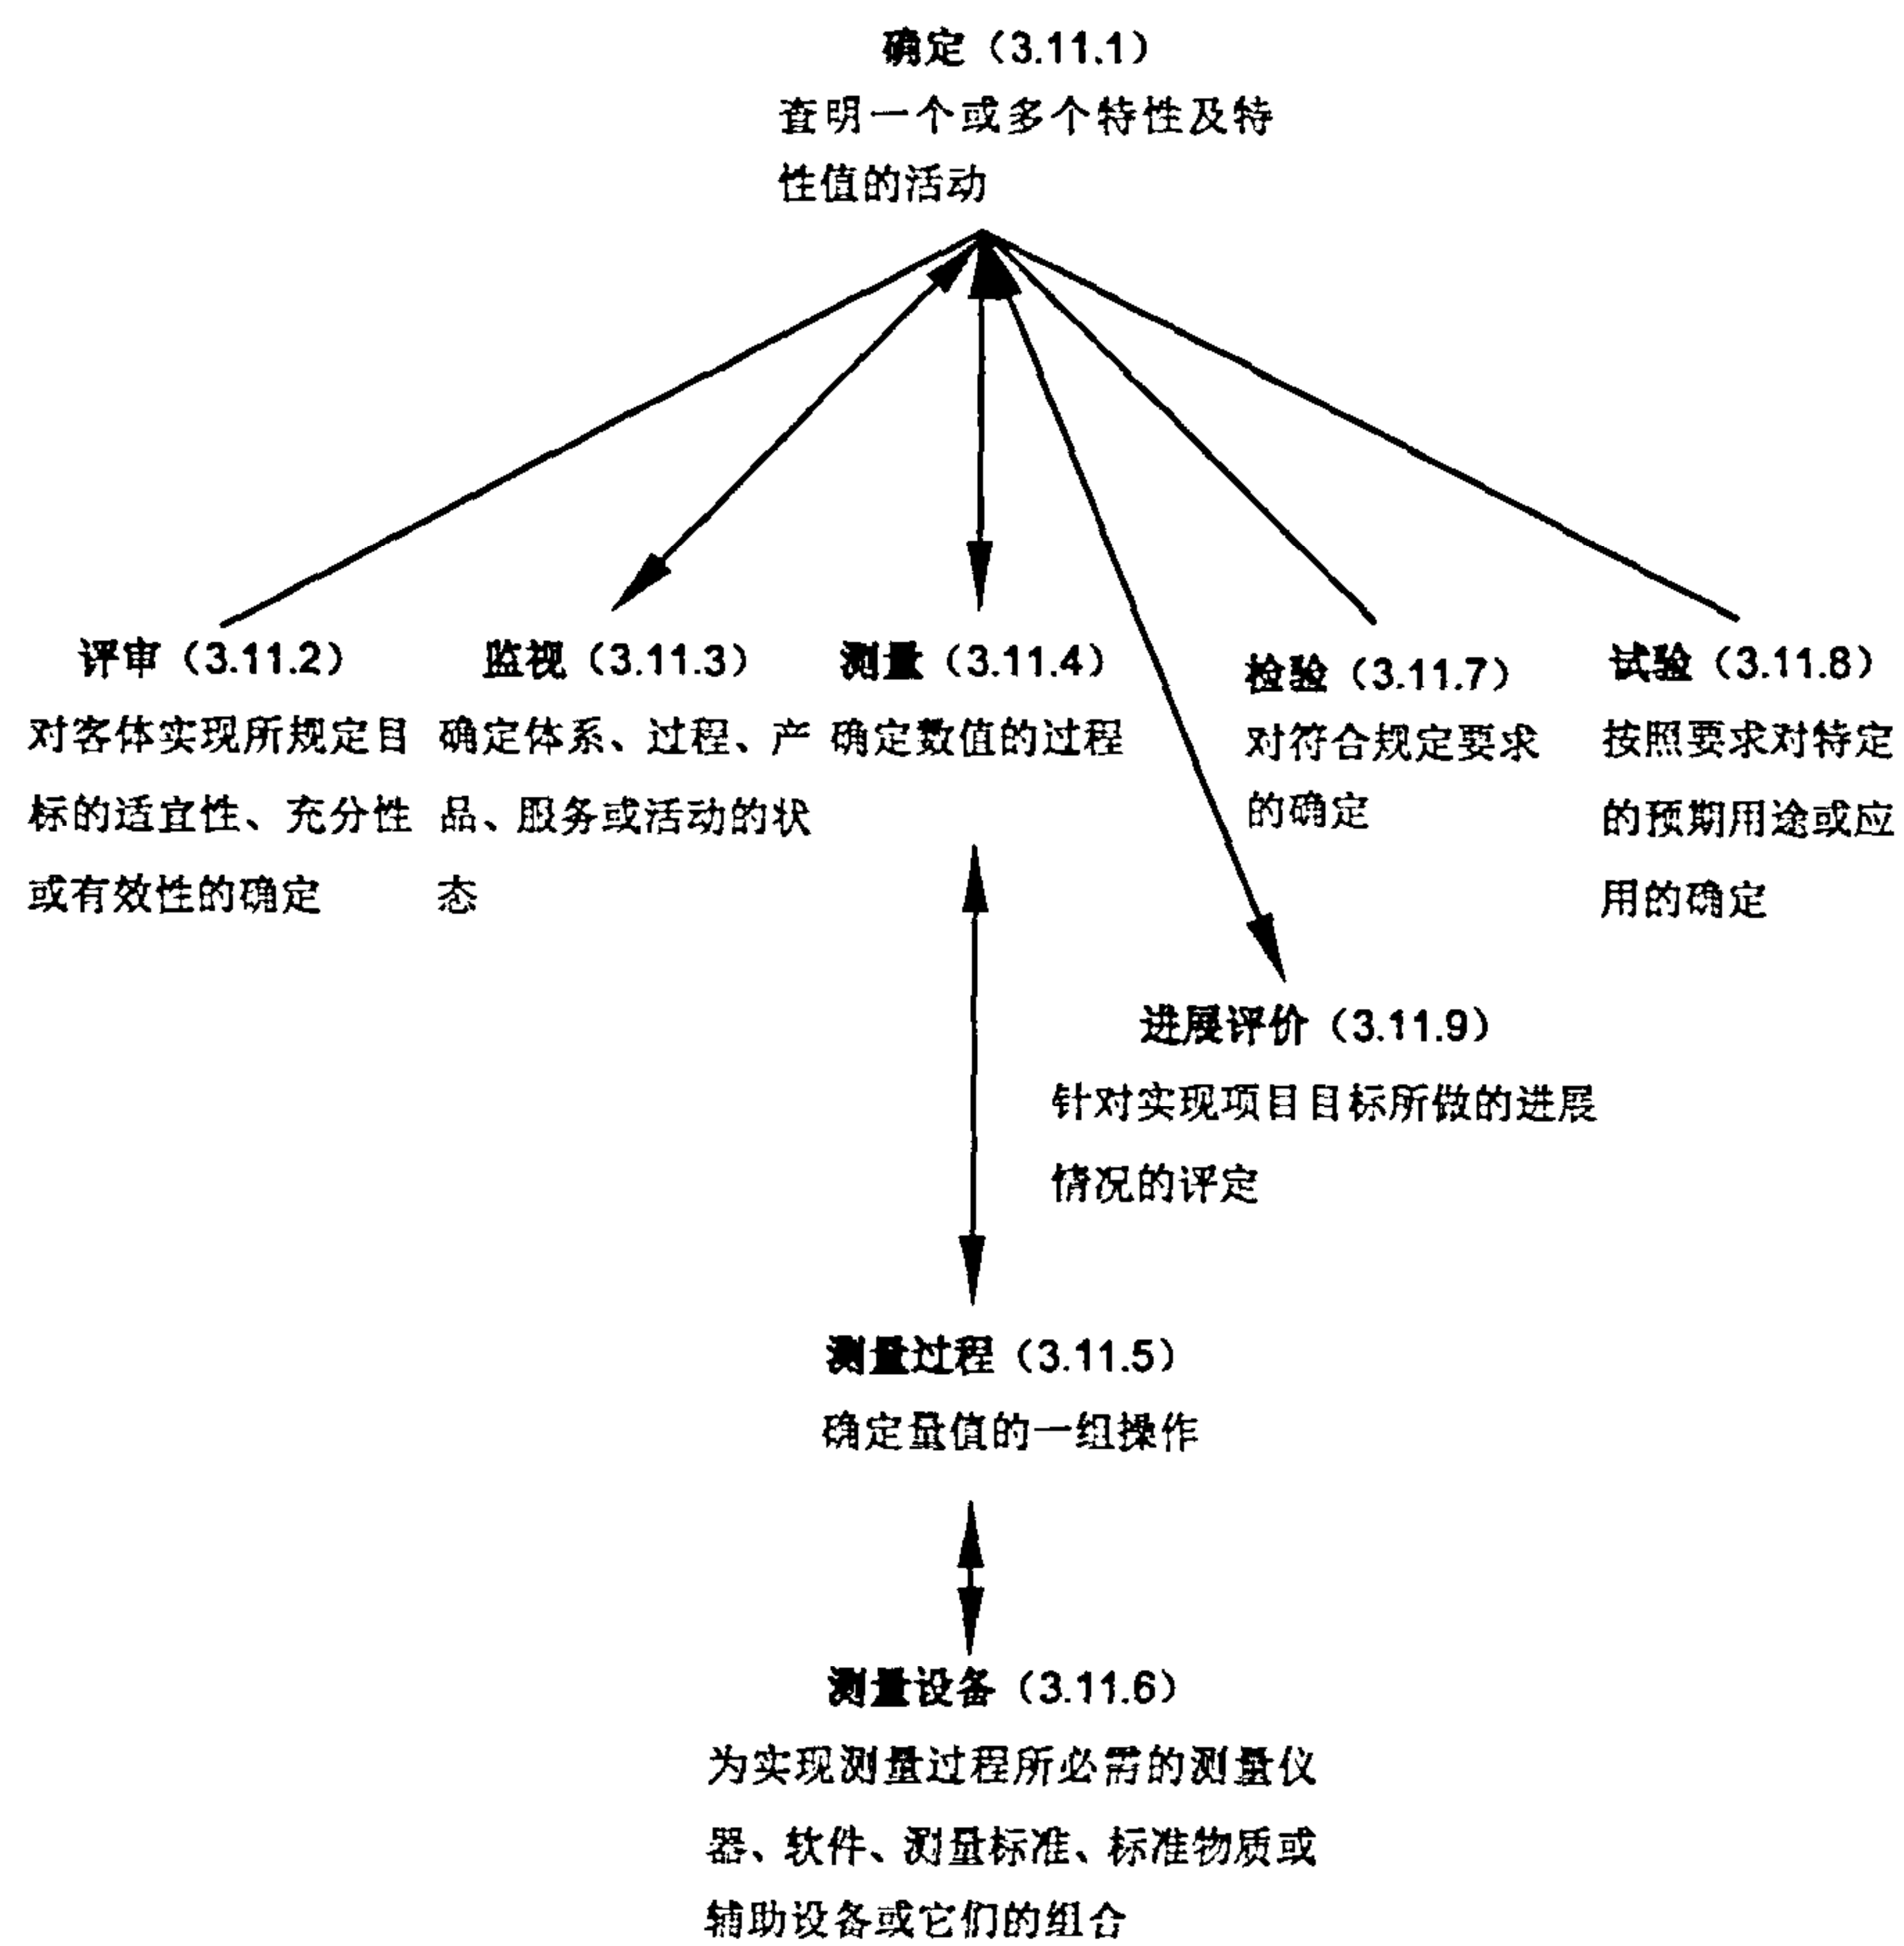 确定（3.11.1）
查明一个或多个特性及特
性值的活动
评审（3.11.2）
对客体实现所规定目
标的适宜性、充分性
或有效性的确定
监视（3.11.3）
确定体系、过程、产
品、服务或活动的状
态
测量（3.11.4）
确定数值的过程
检验（3.11.7）
对符合规定要求
的确定
试验（3.11.8）
按照要求对特定
的预期用途或应
用的确定
进展评价（3.11.9）
针对实现项目目标所做的进展
情况的评定
测量过程（3.11.5）
确定量值的一组操作
测量设备（3.11.6）
为实现测量过程所必需的测量仪
器、软件、测量标准、标准物质或
辅助设备或它们的组合